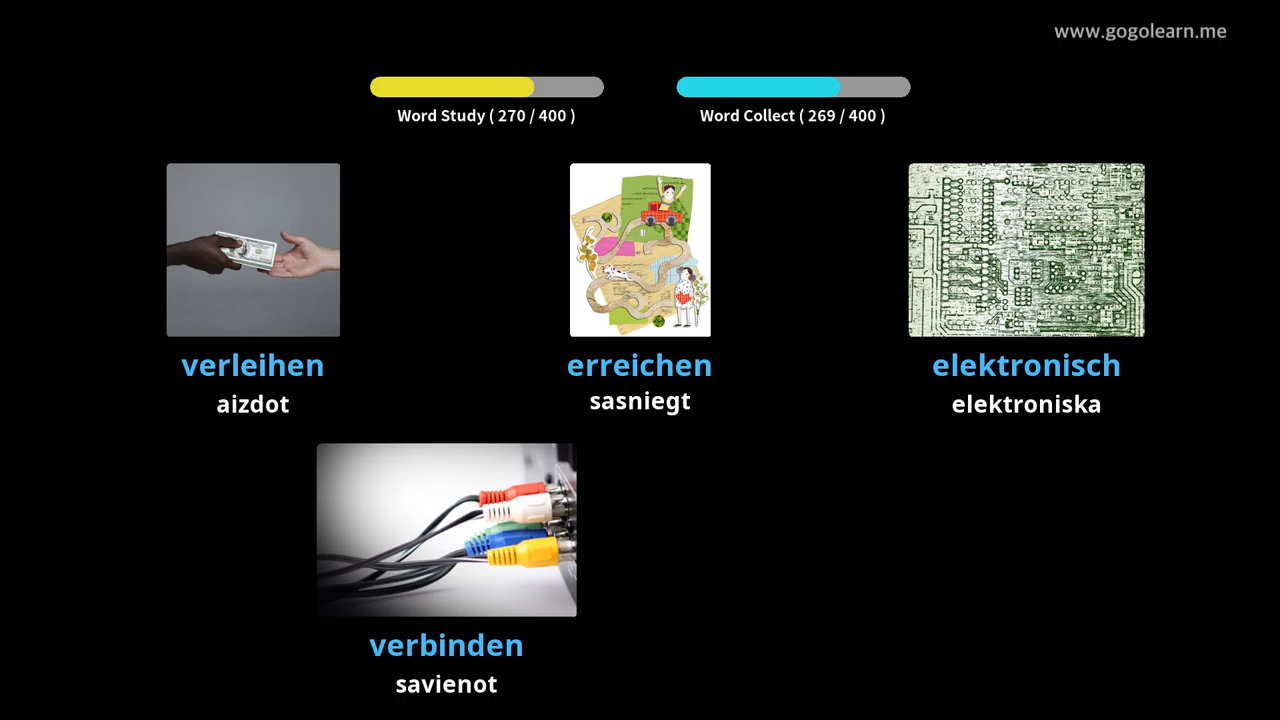 www.gogolearn.me
Word Study ( 270 / 400 )
Word Collect ( 269 / 400 )
verleihen
aizdot
erreichen
sasniegt
elektronisch
elektroniska
verbinden
savienot